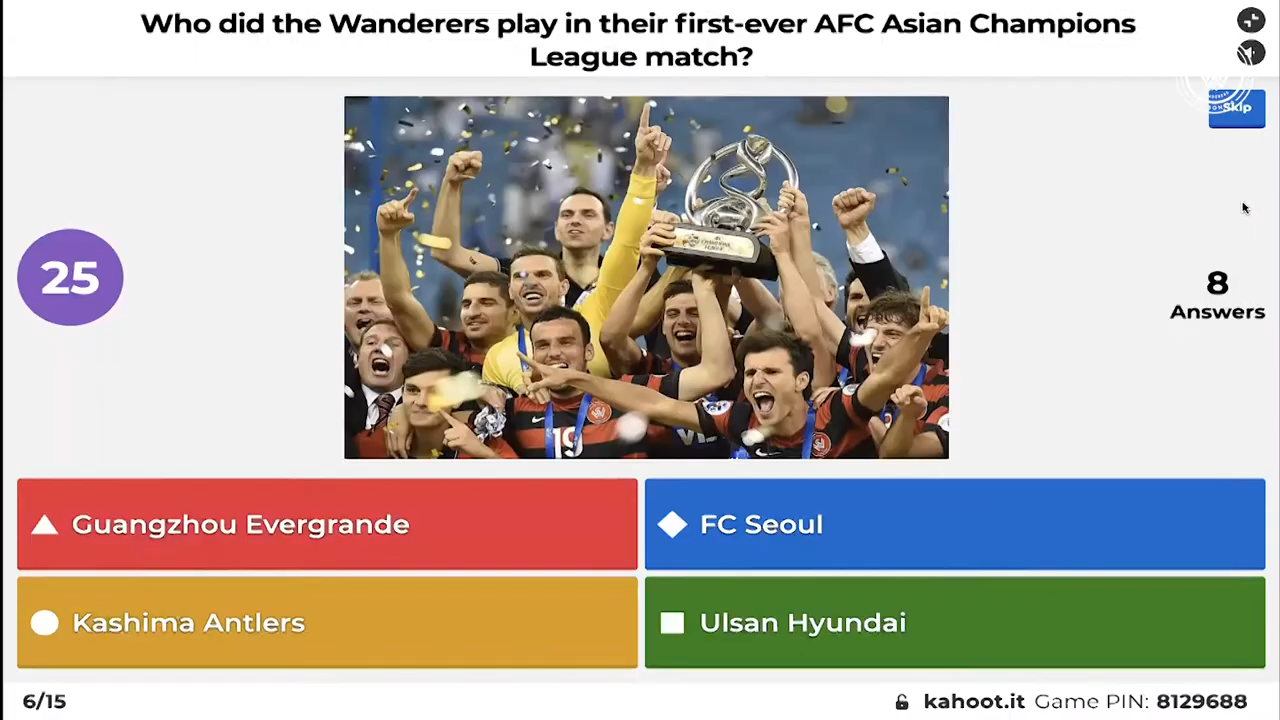 Who did the Wanderers play in their first-ever AFC Asian Champions
League match?
Skip
25
8
Answers
19
Guangzhou Evergrande
FC Seoul
Kashima Antlers
Ulsan Hyundai
6/15
kahoot.it Game PIN: 8129688